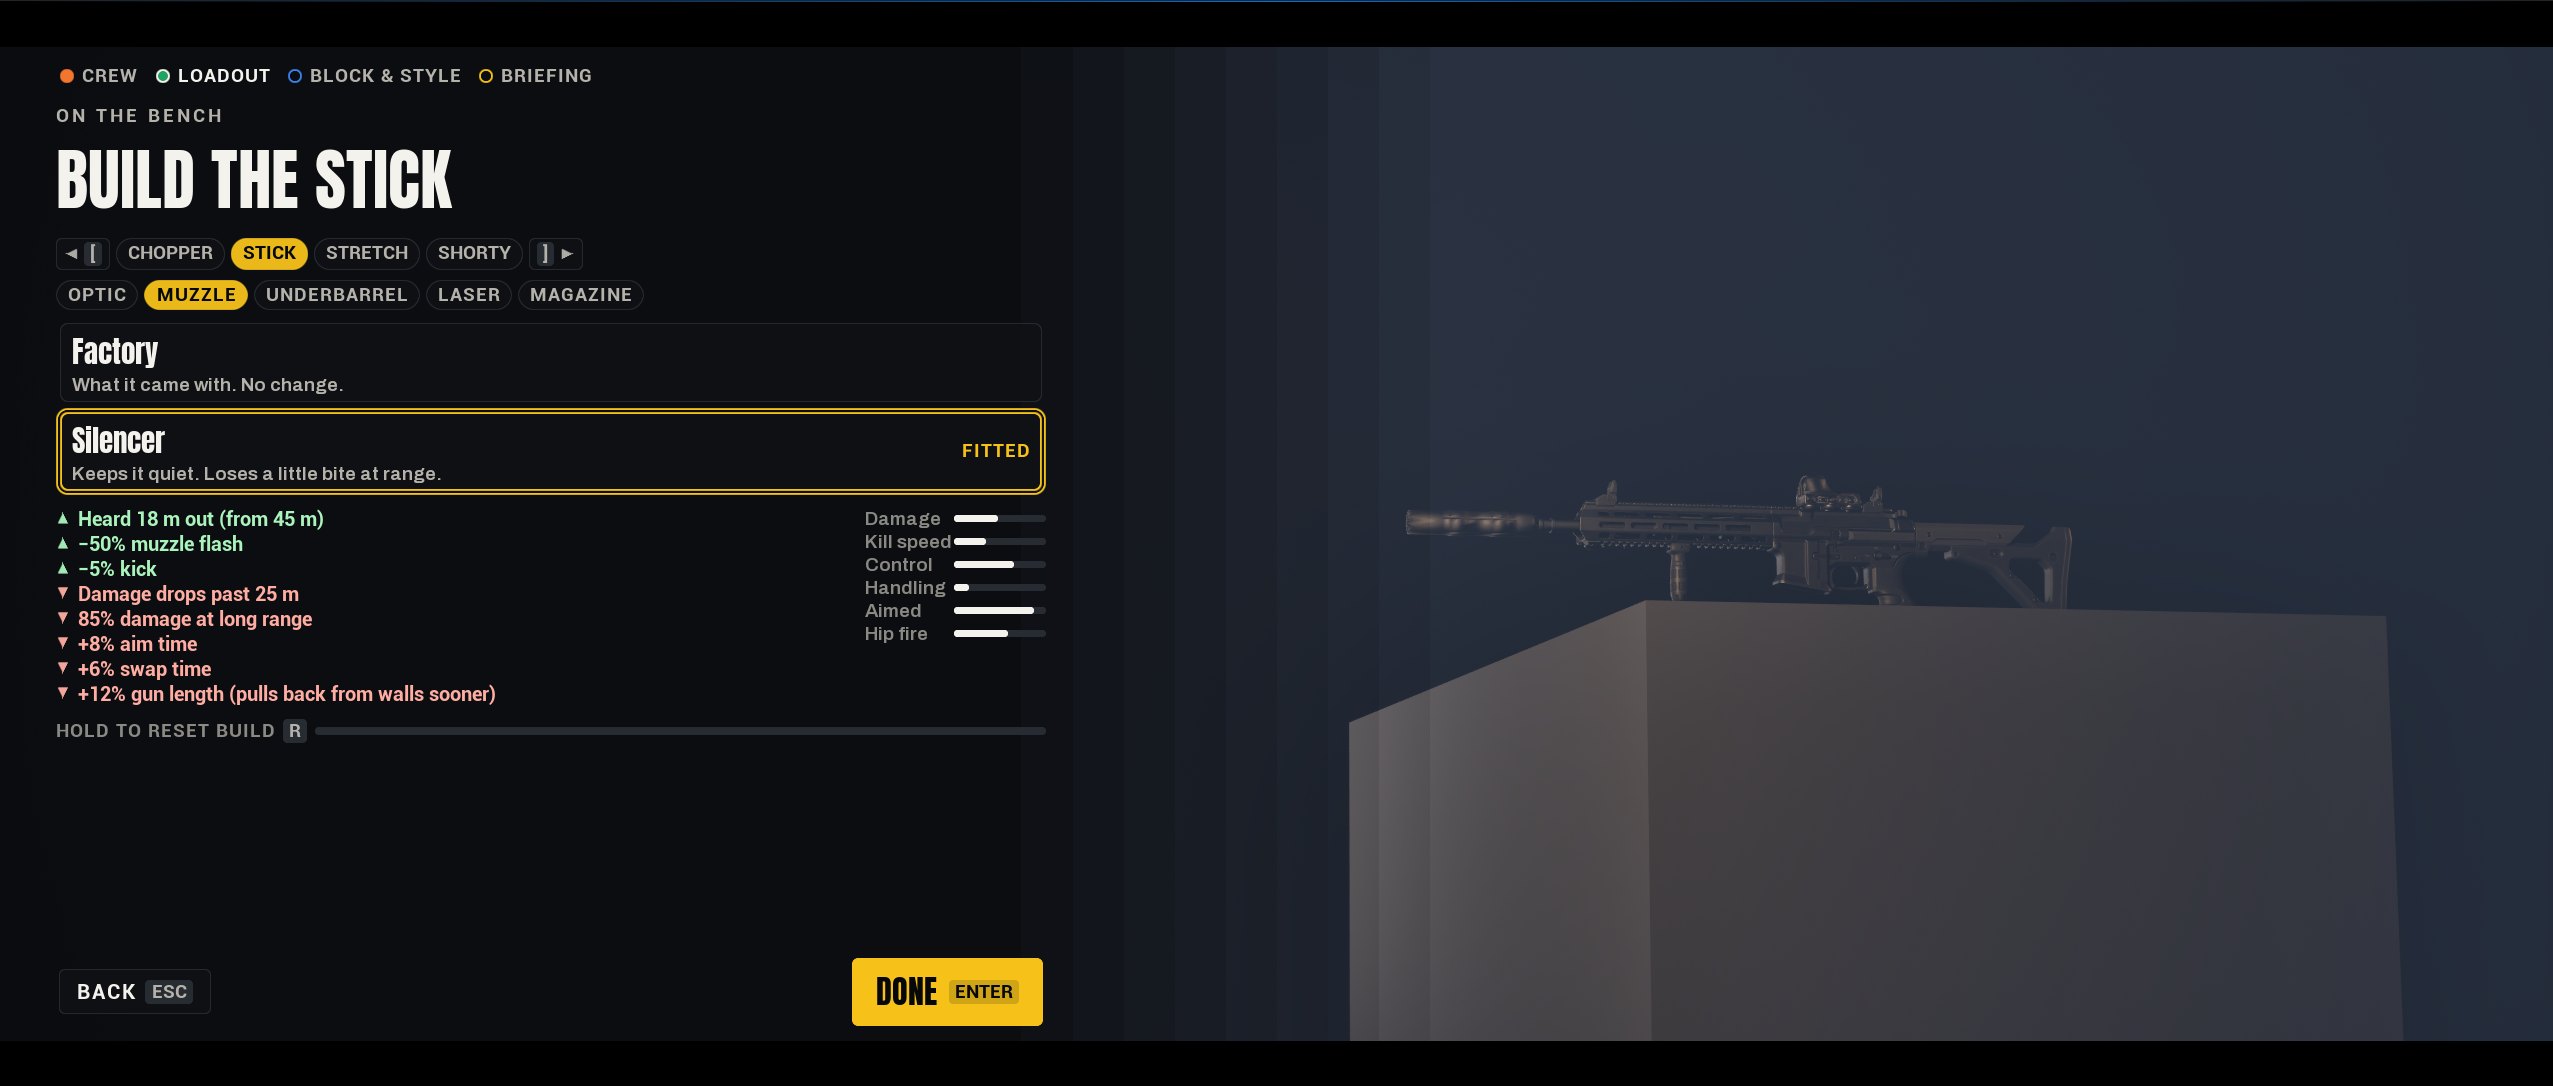 CREW LOADOUT BLOCK & STYLE BRIEFING
ON THE BENCH
BUILD THE STICK
◄ [ CHOPPER STICK STRETCH SHORTY ] ►
OPTIC MUZZLE UNDERBARREL LASER MAGAZINE
Factory
What it came with. No change.
Silencer
FITTED
Keeps it quiet. Loses a little bite at range.
▲ Heard 18 m out (from 45 m)
▲ −50% muzzle flash
▲ −5% kick
▼ Damage drops past 25 m
▼ 85% damage at long range
▼ +8% aim time
▼ +6% swap time
▼ +12% gun length (pulls back from walls sooner)
Damage
Kill speed
Control
Handling
Aimed
Hip fire
HOLD TO RESET BUILD R
BACK ESC
DONE ENTER